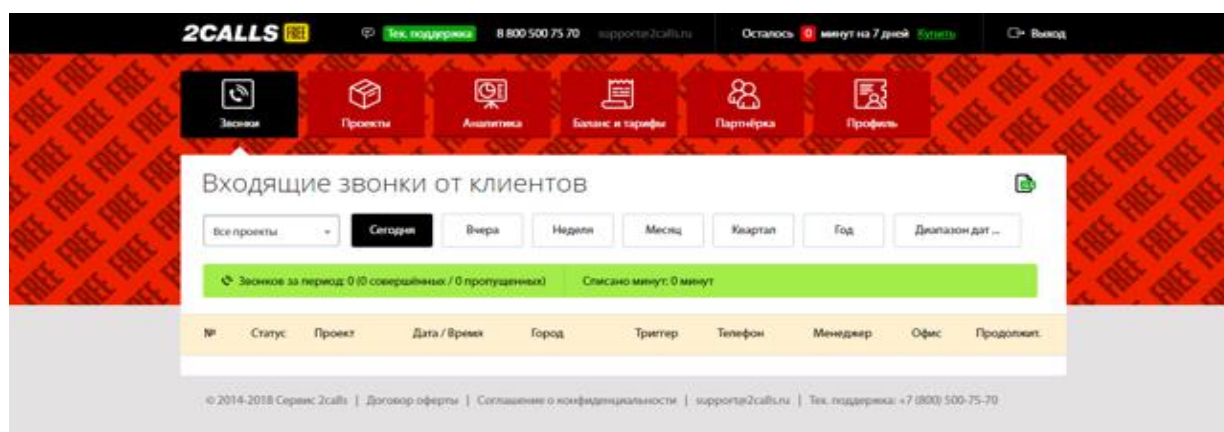 2CALLS FREE Тех. поддержка 8 800 500 75 70 support@2calls.ru Осталось 0 минут на 7 дней Купить Выход
Звонки Проекты Аналитика Баланс и тарифы Партнёрка Профиль
Входящие звонки от клиентов
Все проекты Сегодня Вчера Неделя Месяц Квартал Год Диапазон дат ...
Звонков за период: 0 (0 совершённых / 0 пропущенных) Списано минут: 0 минут
№ Статус Проект Дата / Время Город Триггер Телефон Менеджер Офис Продолжит.
© 2014-2018 Сервис 2calls | Договор оферты | Соглашение о конфиденциальности | support@2calls.ru | Тех. поддержка: +7 (800) 500-75-70